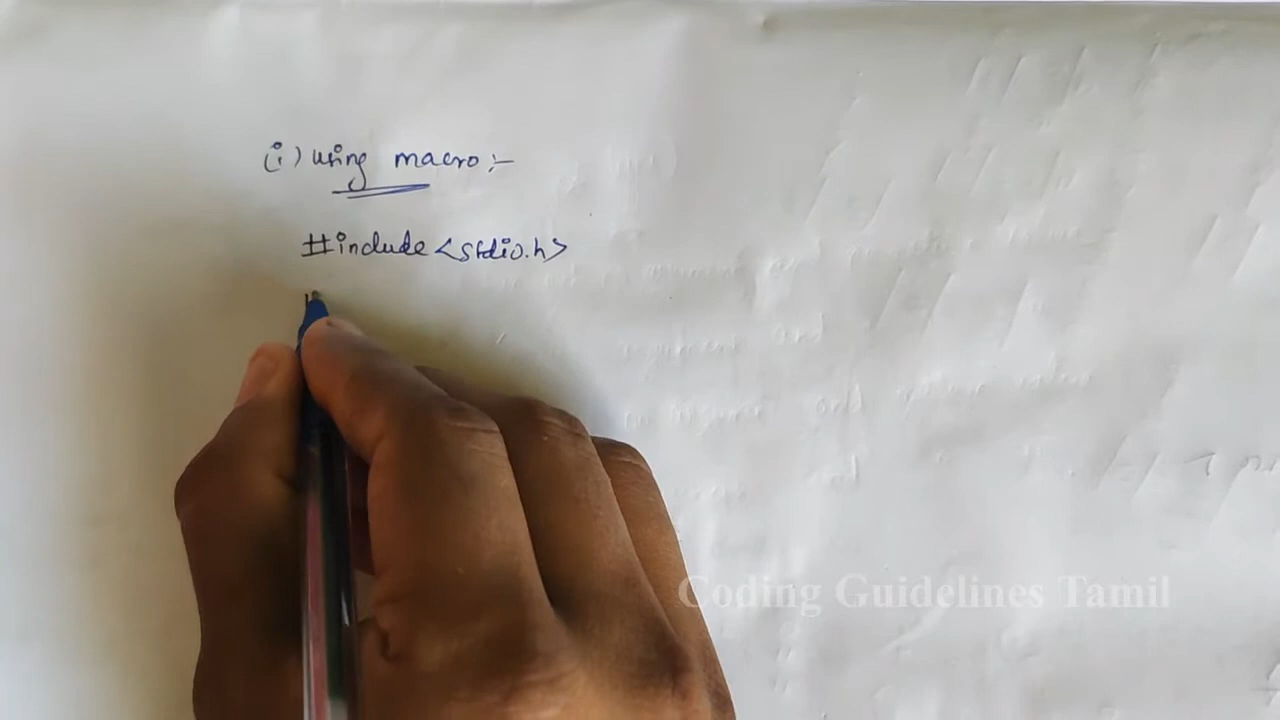 (i) using macro :-
#include <stdio.h>
Coding Guidelines Tamil